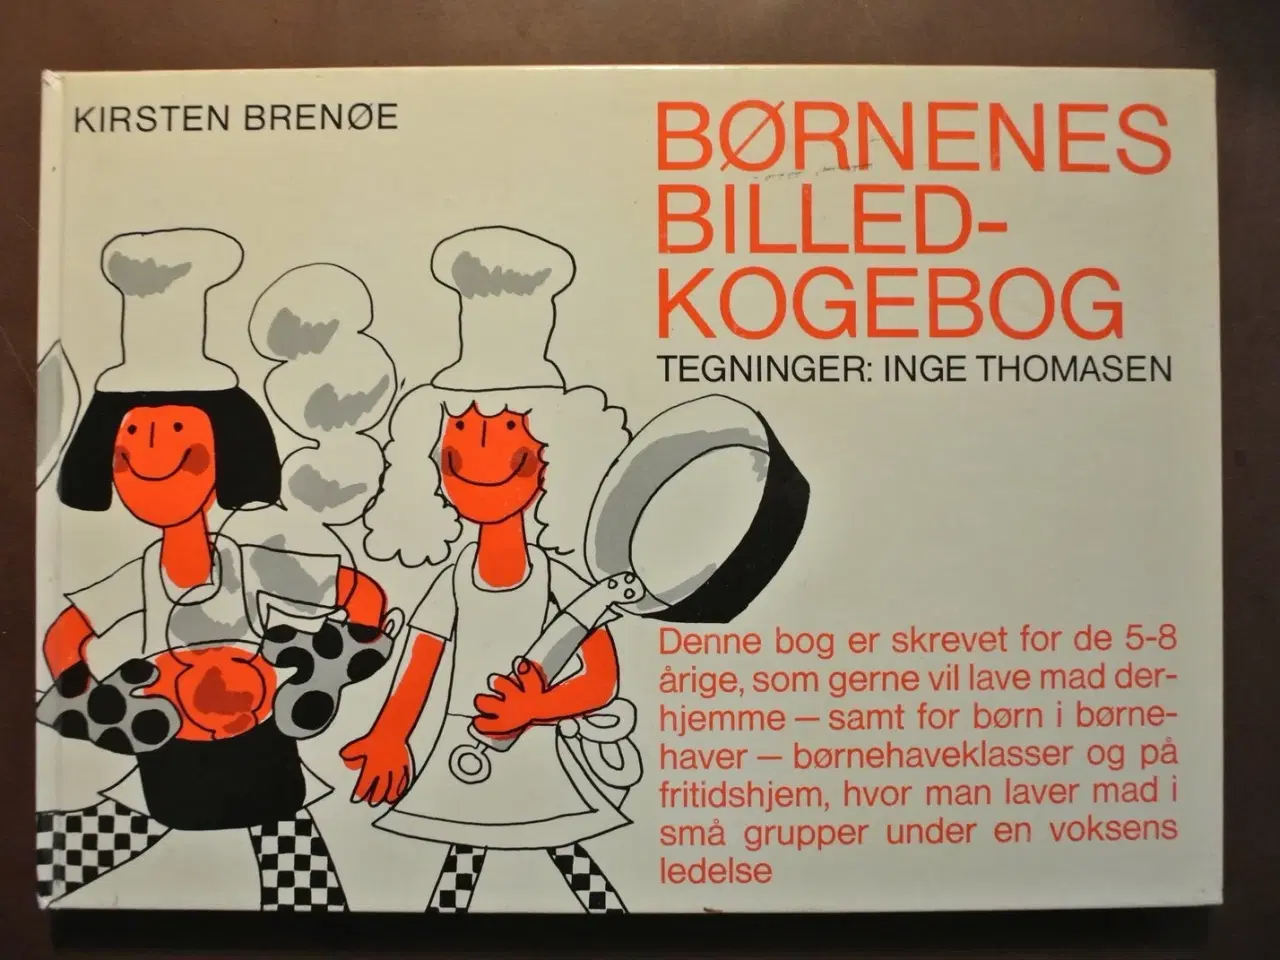 KIRSTEN BRENØE
BØRNENES
BILLED-
KOGEBOG
TEGNINGER: INGE THOMASEN
Denne bog er skrevet for de 5-8
årige, som gerne vil lave mad der-
hjemme – samt for børn i børne-
haver – børnehaveklasser og på
fritidshjem, hvor man laver mad i
små grupper under en voksens
ledelse